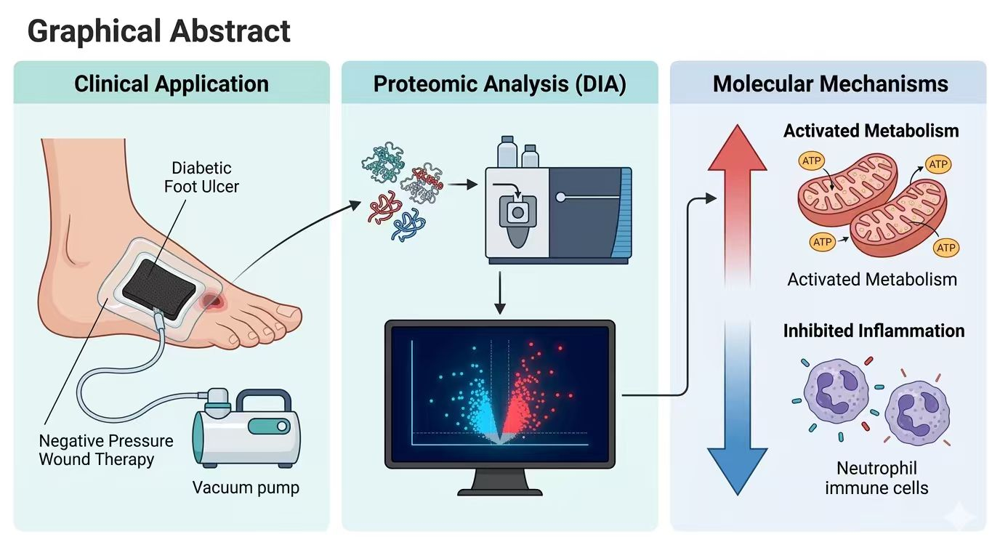 Graphical Abstract
Clinical Application
Diabetic
Foot Ulcer
Negative Pressure
Wound Therapy
Vacuum pump
Proteomic Analysis (DIA)
Molecular Mechanisms
Activated Metabolism
ATP
ATP
ATP
ATP
Activated Metabolism
Inhibited Inflammation
Neutrophil
immune cells